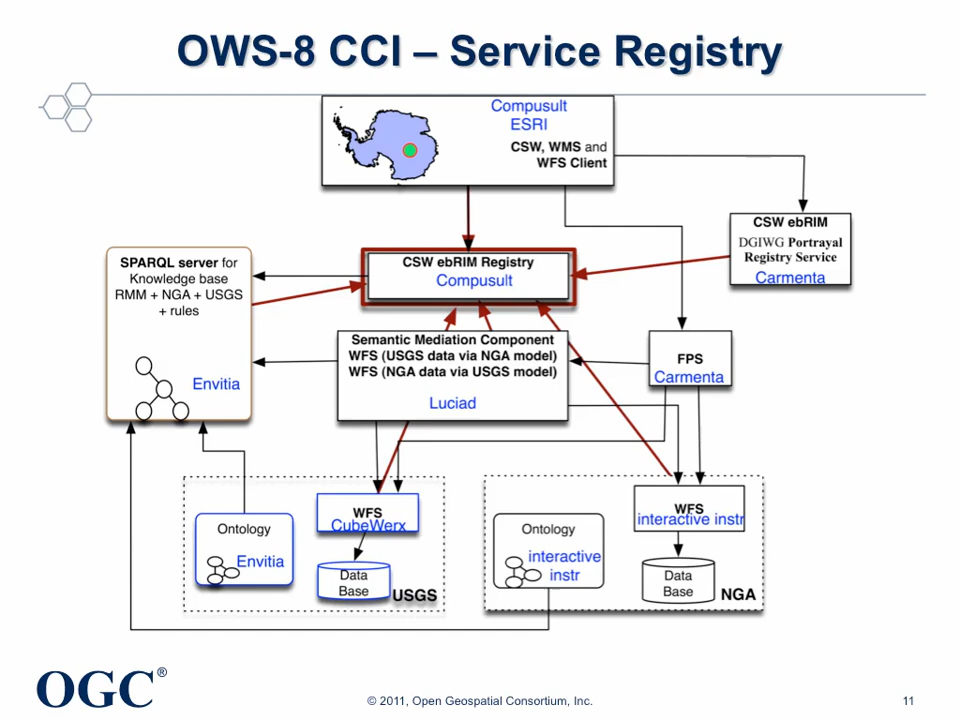 OWS-8 CCI – Service Registry
Compusult
ESRI
CSW, WMS and
WFS Client
CSW ebRIM
DGIWG Portrayal
Registry Service
Carmenta
SPARQL server for
Knowledge base
RMM + NGA + USGS
+ rules
Envitia
CSW ebRIM Registry
Compusult
Semantic Mediation Component
WFS (USGS data via NGA model)
WFS (NGA data via USGS model)
Luciad
FPS
Carmenta
Ontology
Envitia
WFS
CubeWerx
Data
Base
USGS
Ontology
interactive
instr
WFS
interactive instr
Data
Base
NGA
OGC®
© 2011, Open Geospatial Consortium, Inc.
11